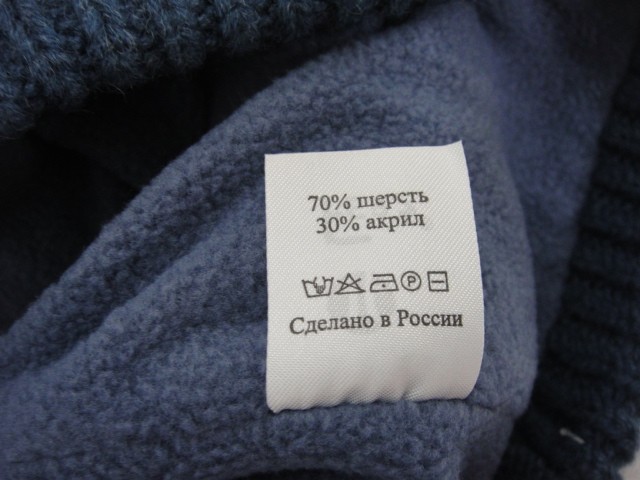 70% шерсть
30% акрил
Сделано в России